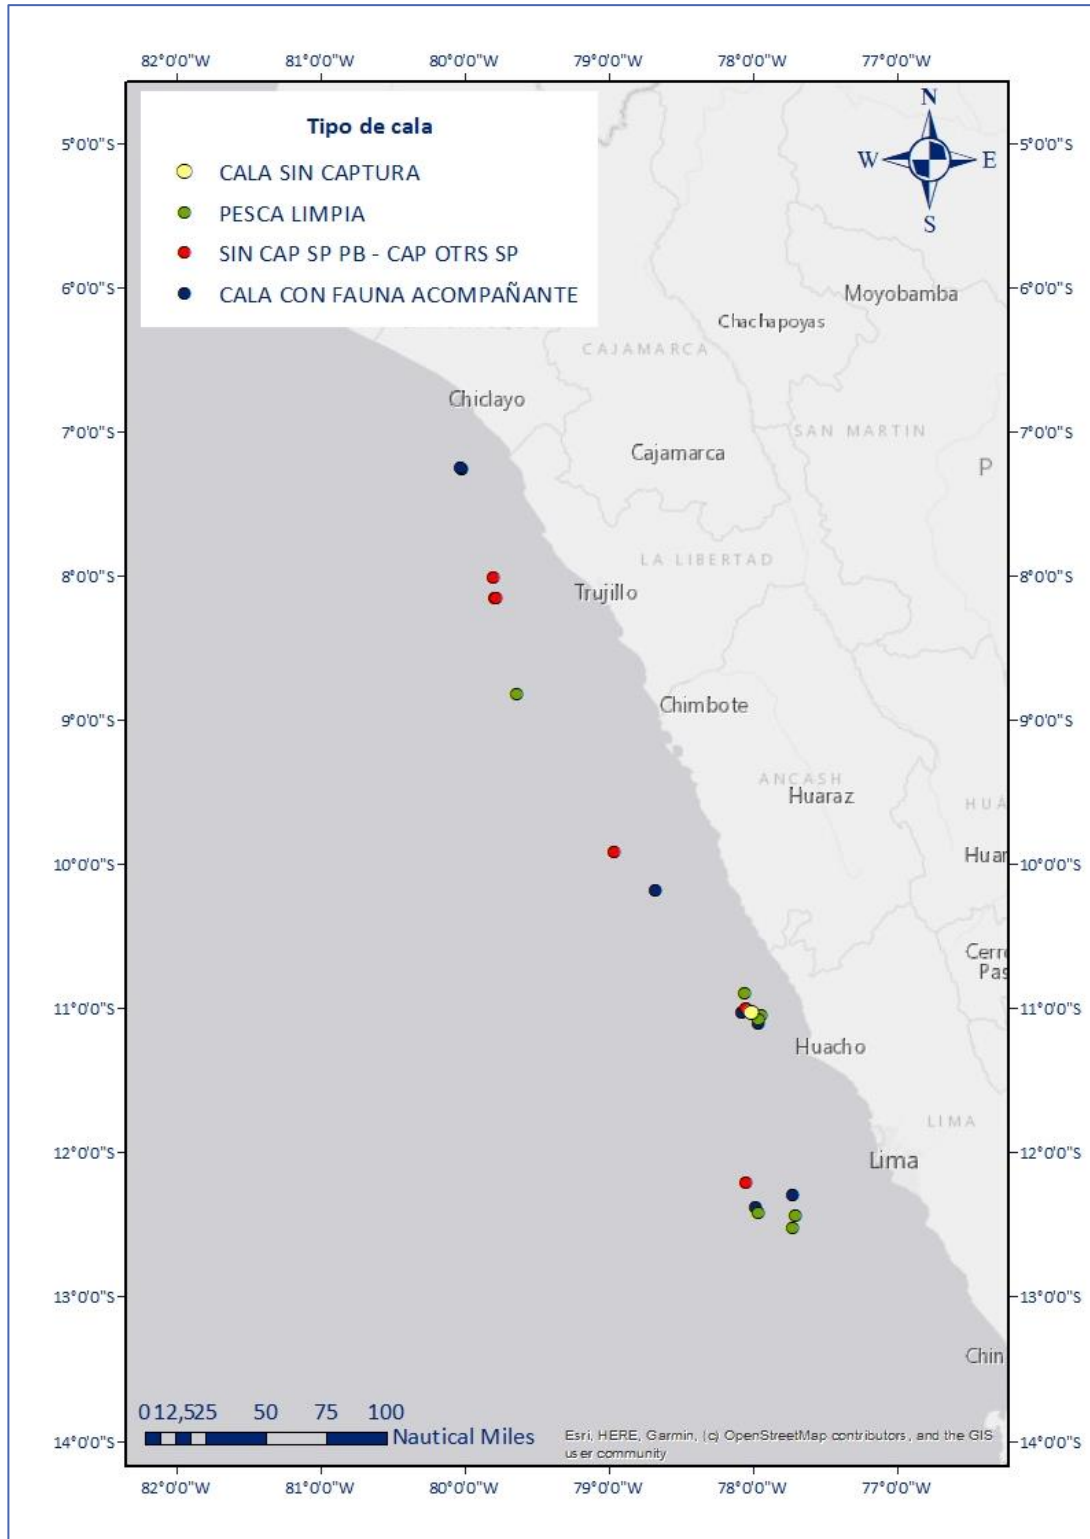 82°0'0"W 81°0'0"W 80°0'0"W 79°0'0"W 78°0'0"W 77°0'0"W
Tipo de cala
CALA SIN CAPTURA
PESCA LIMPIA
SIN CAP SP PB - CAP OTRS SP
CALA CON FAUNA ACOMPAÑANTE
N
W E
S
5°0'0"S 5°0'0"S
6°0'0"S 6°0'0"S
Moyobamba
Chachapoyas
CAJAMARCA
Chiclayo
7°0'0"S 7°0'0"S
SAN MARTIN
Cajamarca
P
LA LIBERTAD
8°0'0"S 8°0'0"S
Trujillo
Chimbote
9°0'0"S 9°0'0"S
ANCASH
Huaraz
HUÁ
Huar
10°0'0"S 10°0'0"S
Cerro
Pas
11°0'0"S 11°0'0"S
Huacho
LIMA
12°0'0"S 12°0'0"S
Lima
13°0'0"S 13°0'0"S
Chin
0 12,5 25 50 75 100
Nautical Miles
Esri, HERE, Garmin, (c) OpenStreetMap contributors, and the GIS
user community
14°0'0"S 14°0'0"S
82°0'0"W 81°0'0"W 80°0'0"W 79°0'0"W 78°0'0"W 77°0'0"W